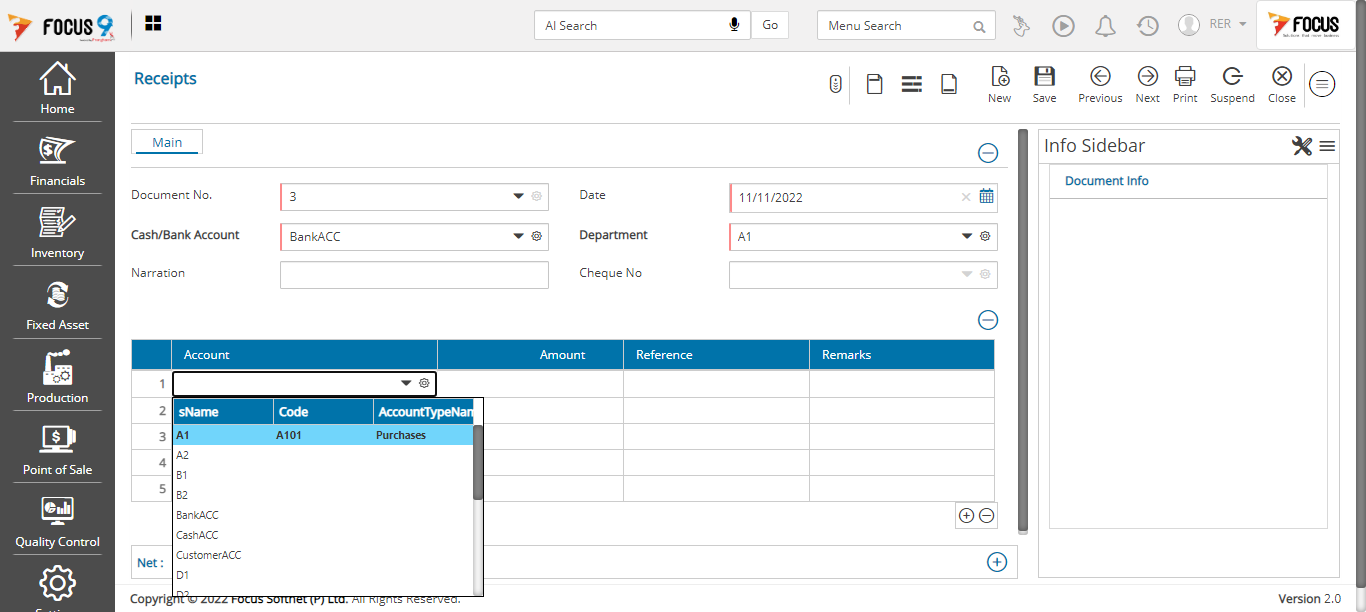 FOCUS 9
AI Search
Go
Menu Search
RER
FOCUS
Home
Financials
Inventory
Fixed Asset
Production
Point of Sale
Quality Control
Receipts
New
Save
Previous
Next
Print
Suspend
Close
Main
Document No.
3
Date
11/11/2022
Cash/Bank Account
BankACC
Department
A1
Narration
Cheque No
Account
Amount
Reference
Remarks
1
2
3
4
5
sName
Code
AccountTypeNam
A1
A101
Purchases
A2
B1
B2
BankACC
CashACC
CustomerACC
D1
D2
Net :
Info Sidebar
Document Info
Copyright © 2022 Focus Softnet (P) Ltd. All Rights Reserved.
Version 2.0